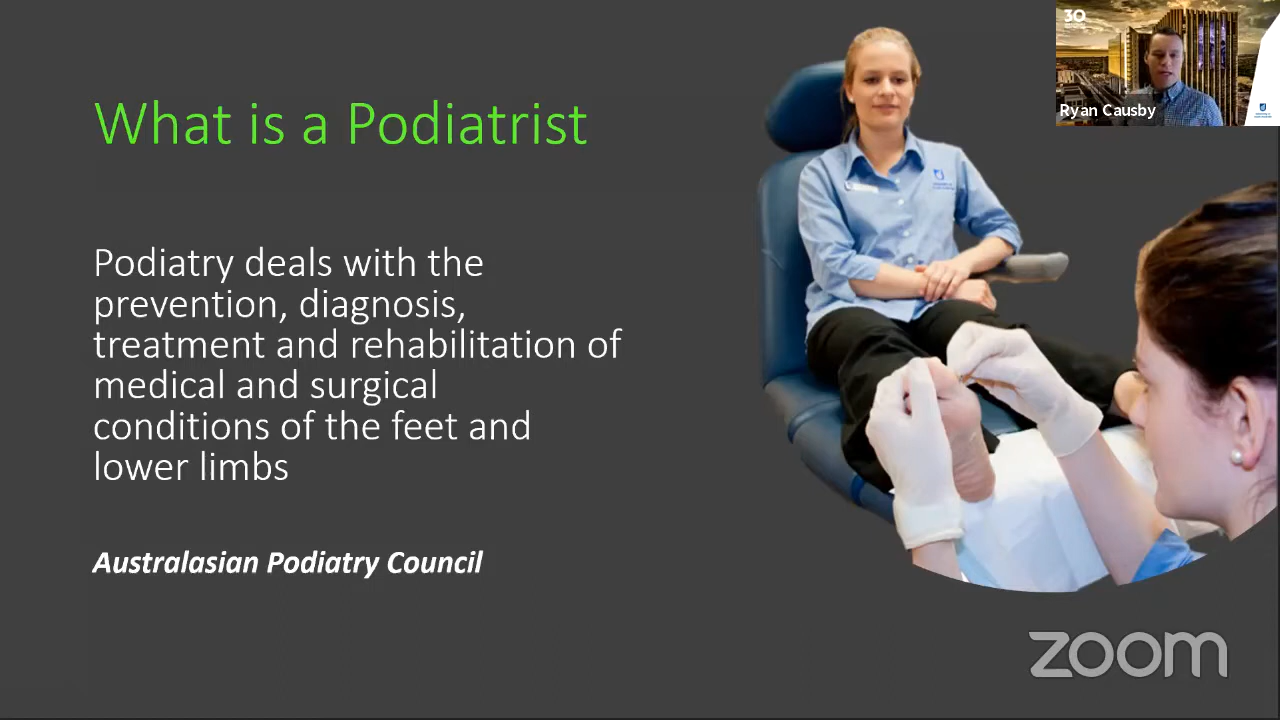 30
Ryan Causby
What is a Podiatrist
Podiatry deals with the
prevention, diagnosis,
treatment and rehabilitation of
medical and surgical
conditions of the feet and
lower limbs
Australasian Podiatry Council
zoom